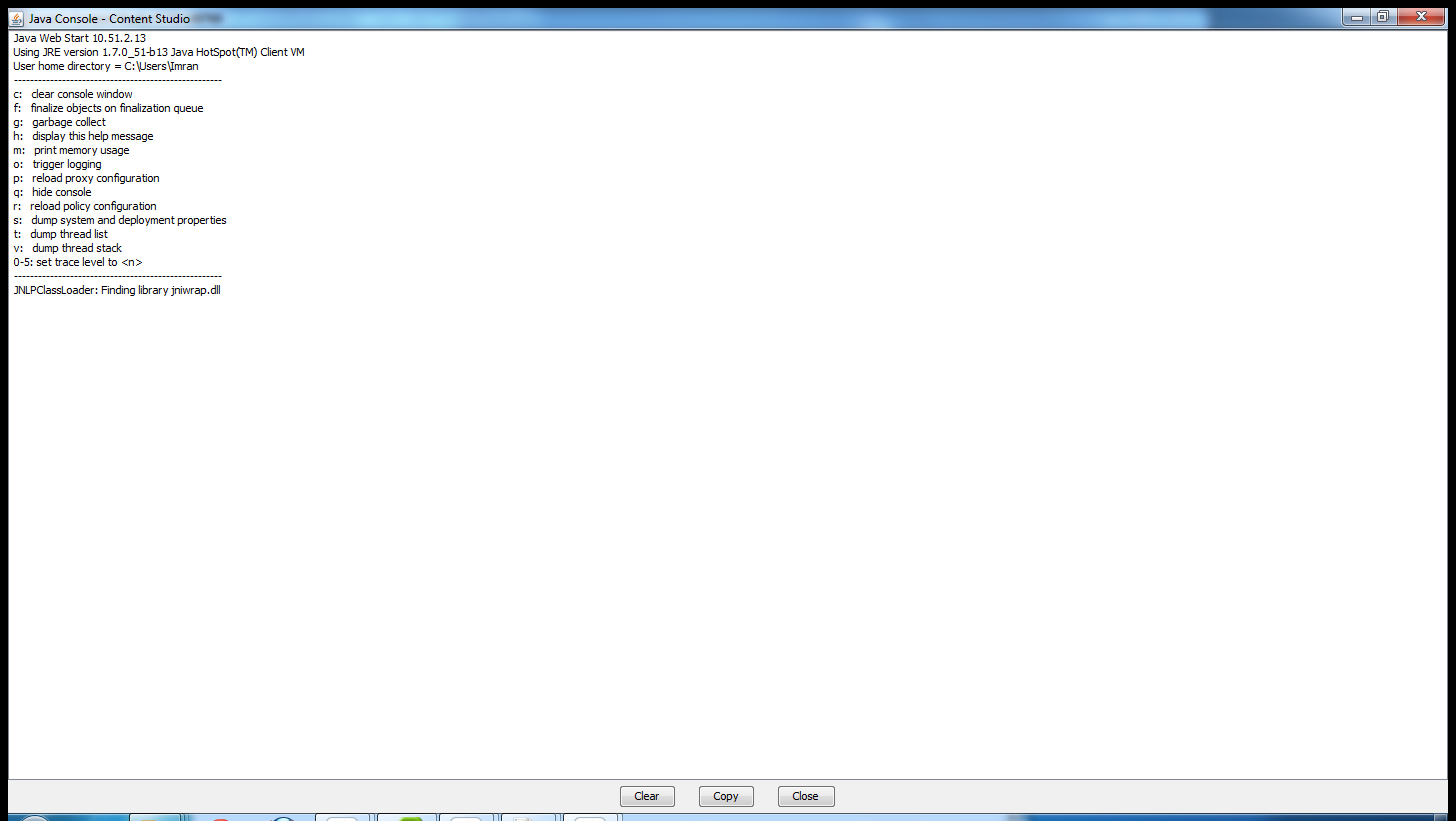 Java Console - Content Studio
Java Web Start 10.51.2.13
Using JRE version 1.7.0_51-b13 Java HotSpot(TM) Client VM
User home directory = C:\Users\Imran
----------------------------------------------------
c:   clear console window
f:   finalize objects on finalization queue
g:   garbage collect
h:   display this help message
m:   print memory usage
o:   trigger logging
p:   reload proxy configuration
q:   hide console
r:   reload policy configuration
s:   dump system and deployment properties
t:   dump thread list
v:   dump thread stack
0-5: set trace level to <n>
----------------------------------------------------
JNLPClassLoader: Finding library jniwrap.dll
Clear Copy Close